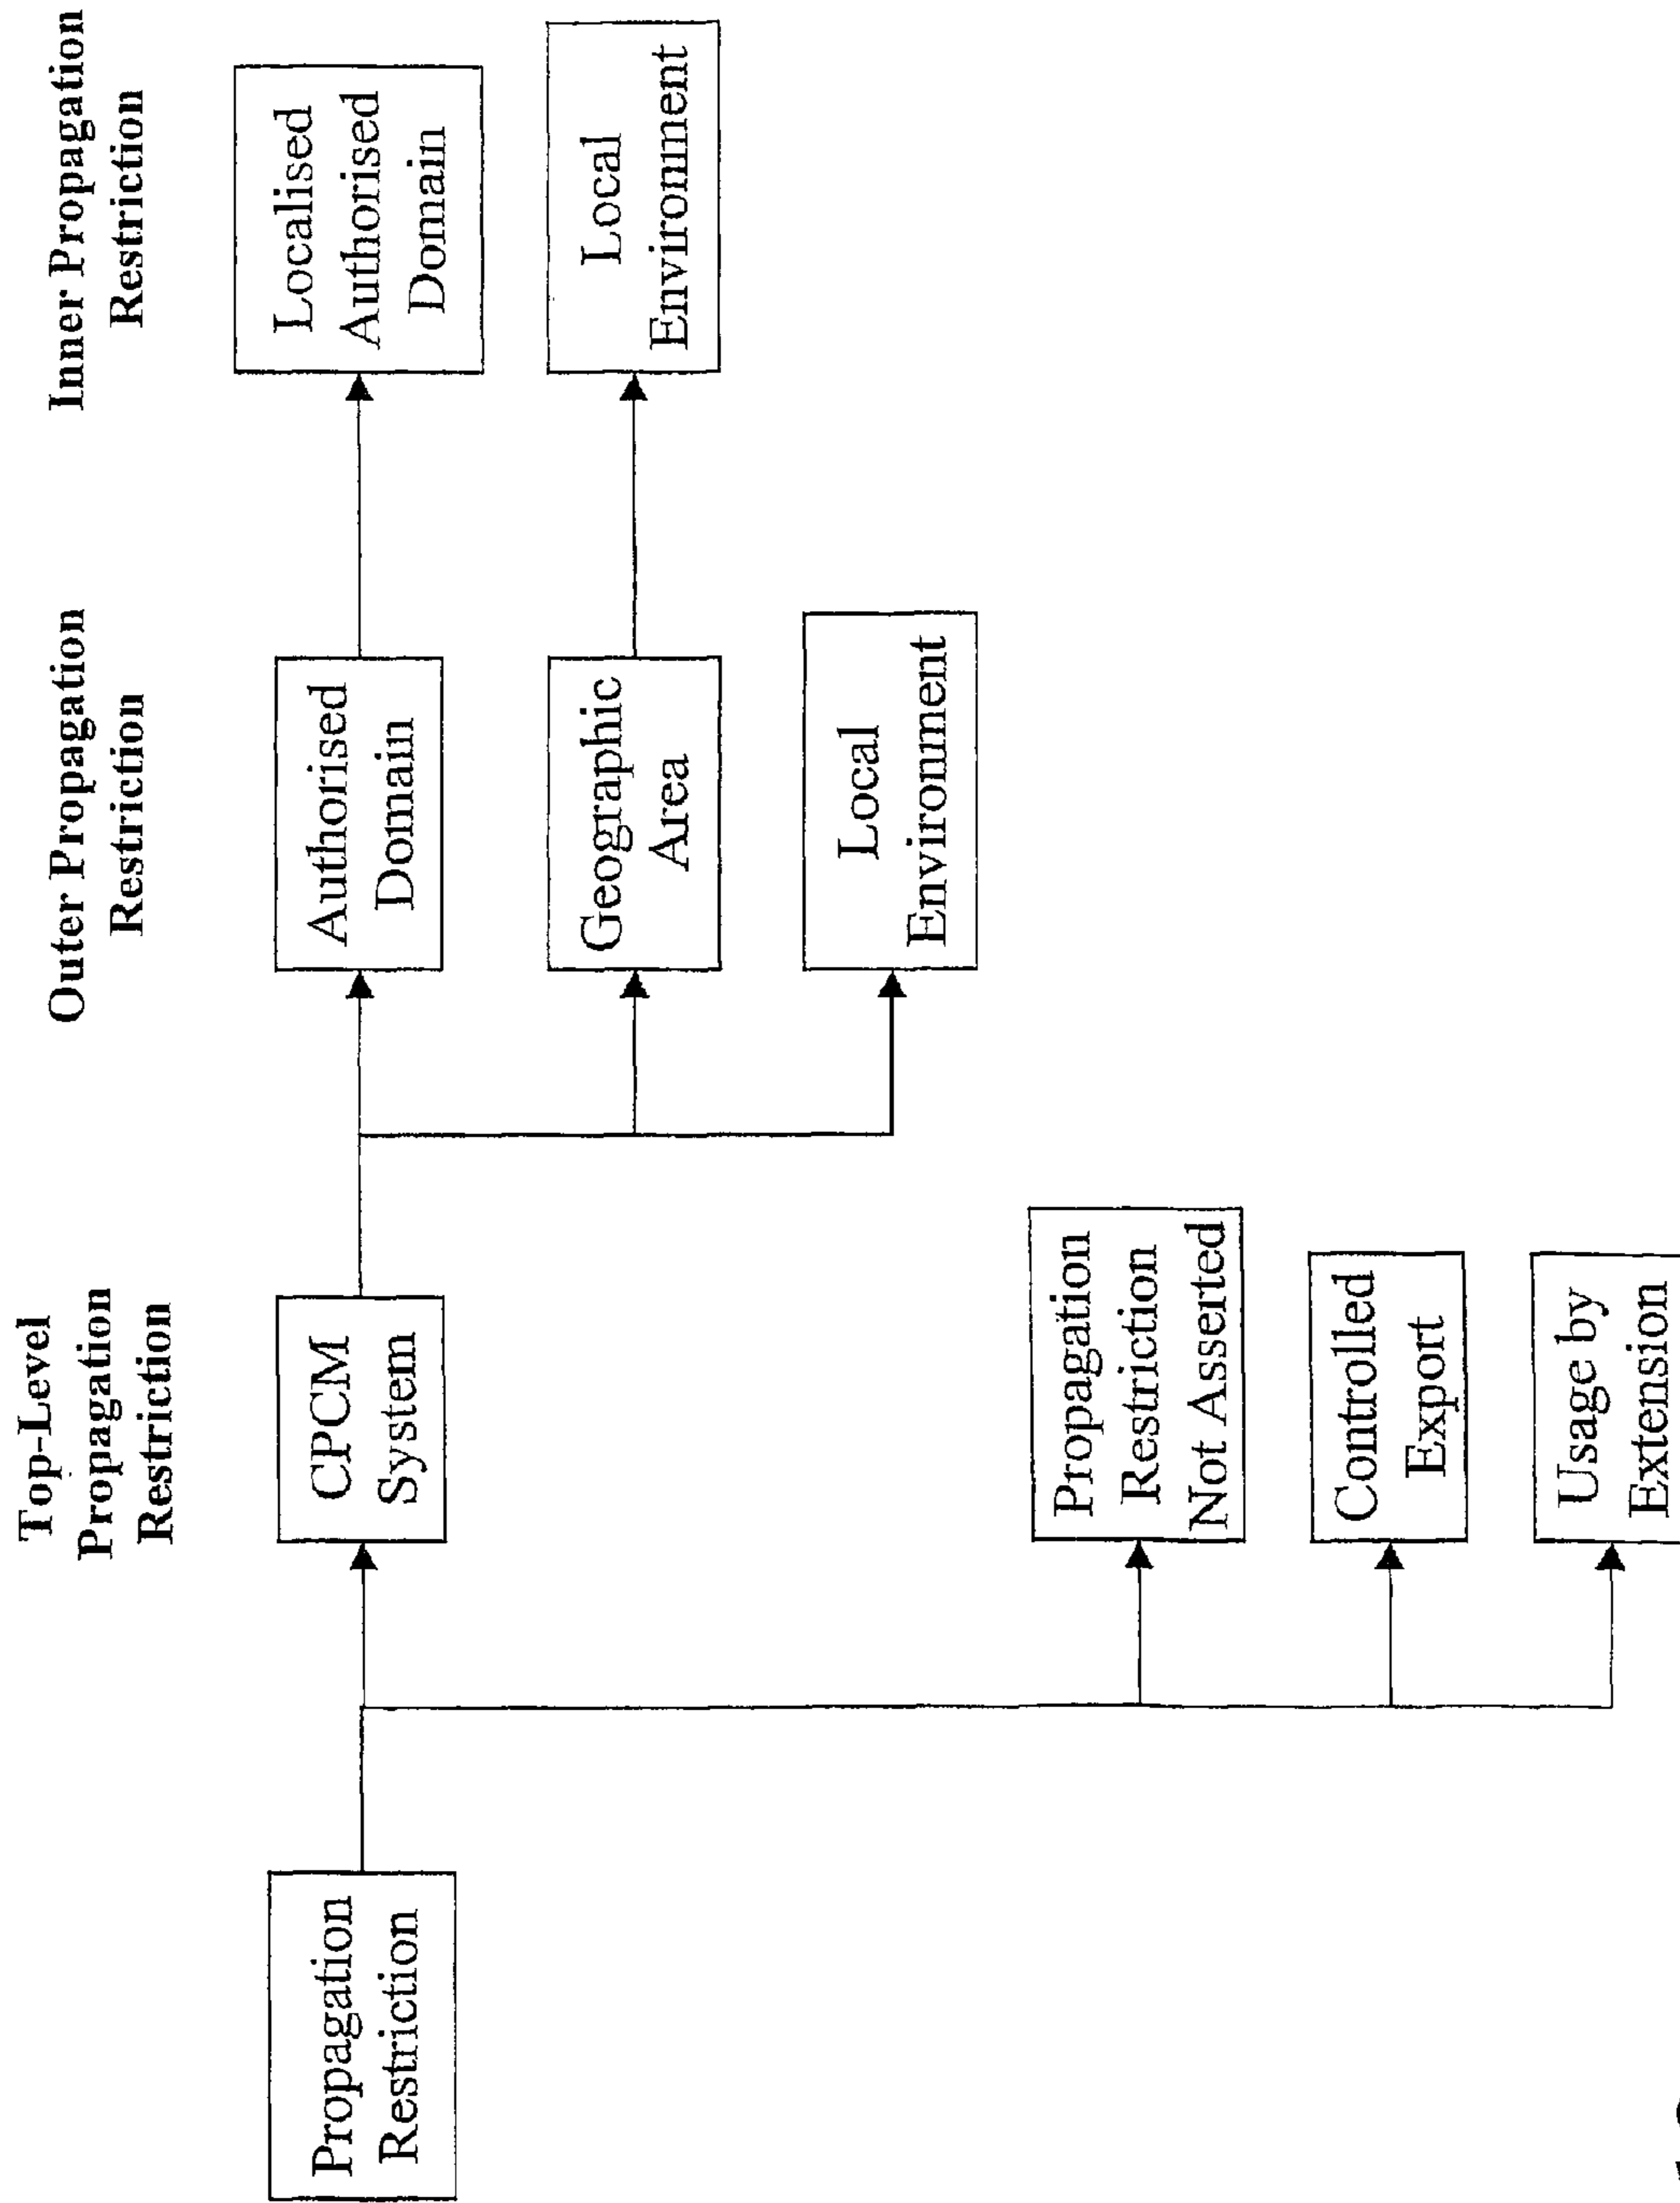 Top-Level
Propagation
Restriction
Outer Propagation
Restriction
Inner Propagation
Restriction
Propagation
Restriction
CPCM
System
Authorised
Domain
Localised
Authorised
Domain
Geographic
Area
Local
Environment
Local
Environment
Propagation
Restriction
Not Asserted
Controlled
Export
Usage by
Extension